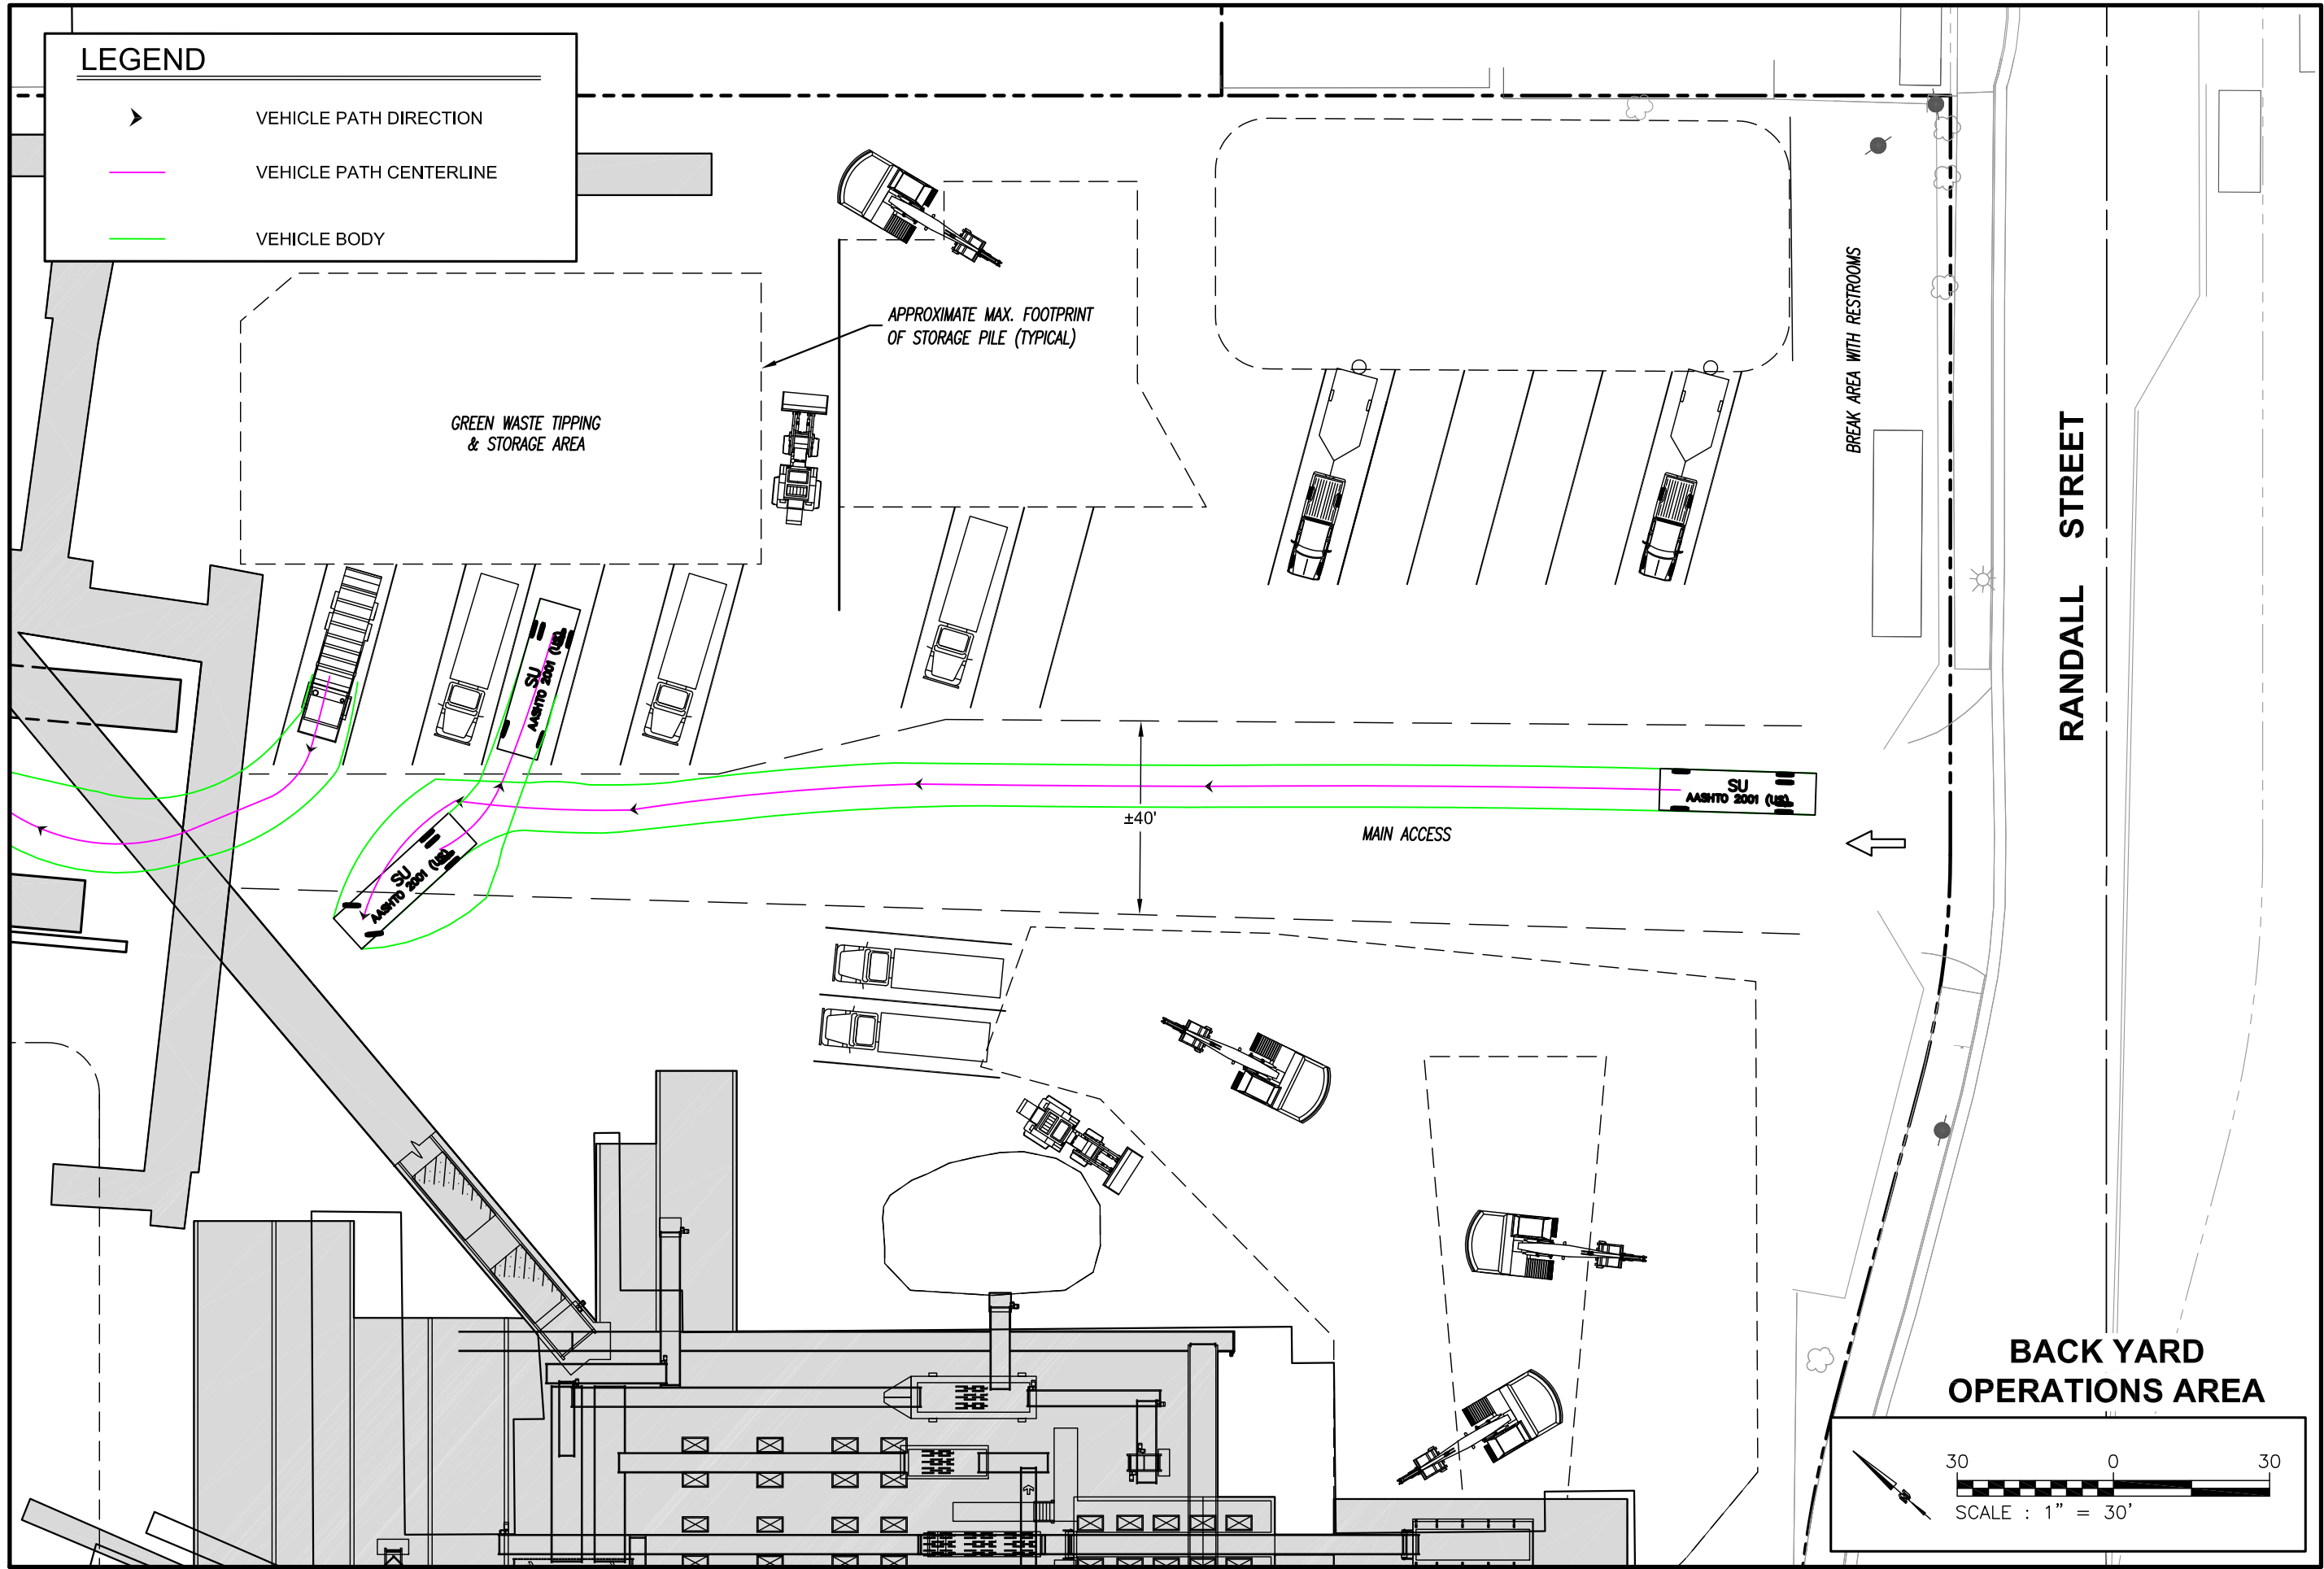 LEGEND
VEHICLE PATH DIRECTION
VEHICLE PATH CENTERLINE
VEHICLE BODY
APPROXIMATE MAX. FOOTPRINT
OF STORAGE PILE (TYPICAL)
GREEN WASTE TIPPING
& STORAGE AREA
BREAK AREA WITH RESTROOMS
RANDALL STREET
SU
AASHTO 2001 (US)
SU
AASHTO 2001 (US)
SU
AASHTO 2001 (US)
±40'
MAIN ACCESS
BACK YARD
OPERATIONS AREA
30 0 30
SCALE : 1" = 30'